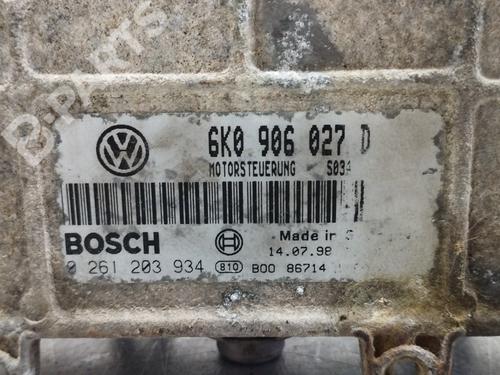 B-PARTS
6K0 906 027 D
MOTORSTEUERUNG S034
BOSCH
Made in
14.07.98
0 261 203 934 810 B00 86714